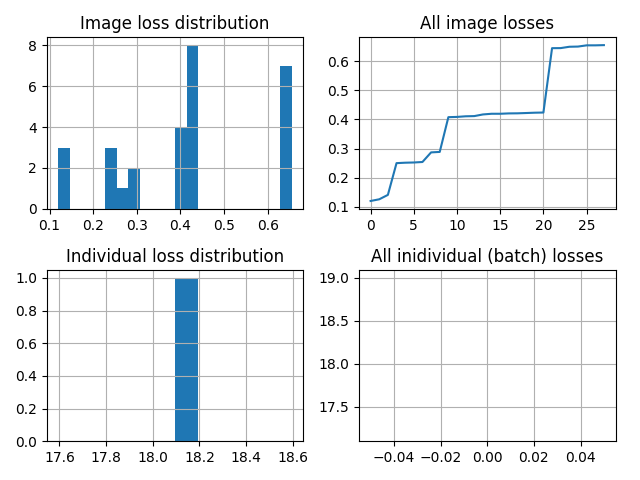 Image loss distribution
8
6
4
2
0
0.1 0.2 0.3 0.4 0.5 0.6
All image losses
0.6
0.5
0.4
0.3
0.2
0.1
0 5 10 15 20 25
Individual loss distribution
1.0
0.8
0.6
0.4
0.2
0.0
17.6 17.8 18.0 18.2 18.4 18.6
All inidividual (batch) losses
19.0
18.5
18.0
17.5
−0.04 −0.02 0.00 0.02 0.04